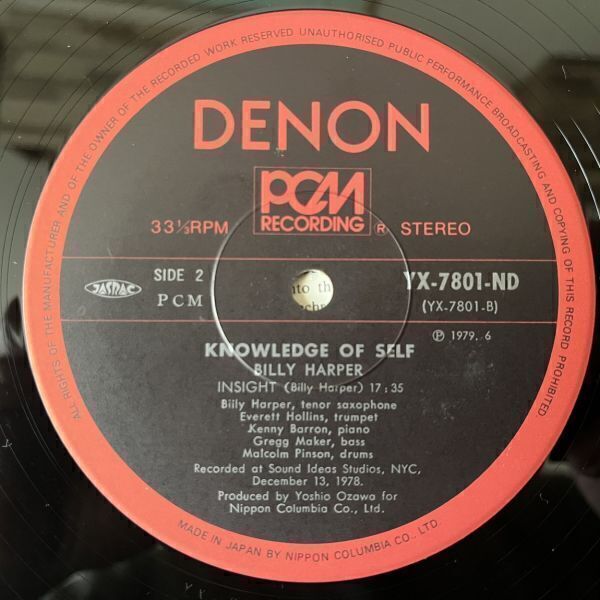 ALL RIGHTS OF THE MANUFACTURER AND OF THE OWNER OF THE RECORDED WORK RESERVED UNAUTHORISED PUBLIC PERFORMANCE BROADCASTING AND COPYING OF THIS RECORD PROHIBITED
DENON
PCM
RECORDING
33⅓RPM
® STEREO
JASRAC
SIDE 2
PCM
YX-7801-ND
(YX-7801-B)
Ⓟ 1979. 6
KNOWLEDGE OF SELF
BILLY HARPER
INSIGHT (Billy Harper) 17:35
Billy Harper, tenor saxophone
Everett Hollins, trumpet
Kenny Barron, piano
Gregg Maker, bass
Malcolm Pinson, drums
Recorded at Sound Ideas Studios, NYC,
December 13, 1978.
Produced by Yoshio Ozawa for
Nippon Columbia Co., Ltd.
MADE IN JAPAN BY NIPPON COLUMBIA CO., LTD